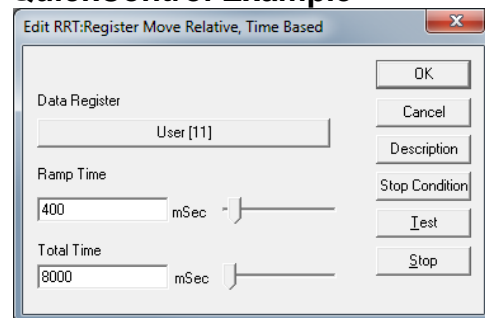 QuickControl Example
Edit RRT:Register Move Relative, Time Based
X
OK
Data Register
User [11]
Cancel
Description
Ramp Time
400 mSec
Stop Condition
Test
Total Time
8000 mSec
Stop